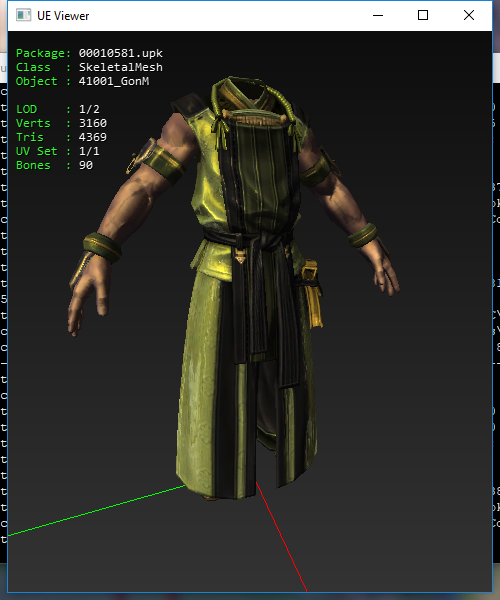 UE Viewer
Package: 00010581.upk
Class : SkeletalMesh
Object : 41001_GonM
LOD : 1/2
Verts : 3160
Tris : 4369
UV Set : 1/1
Bones : 90